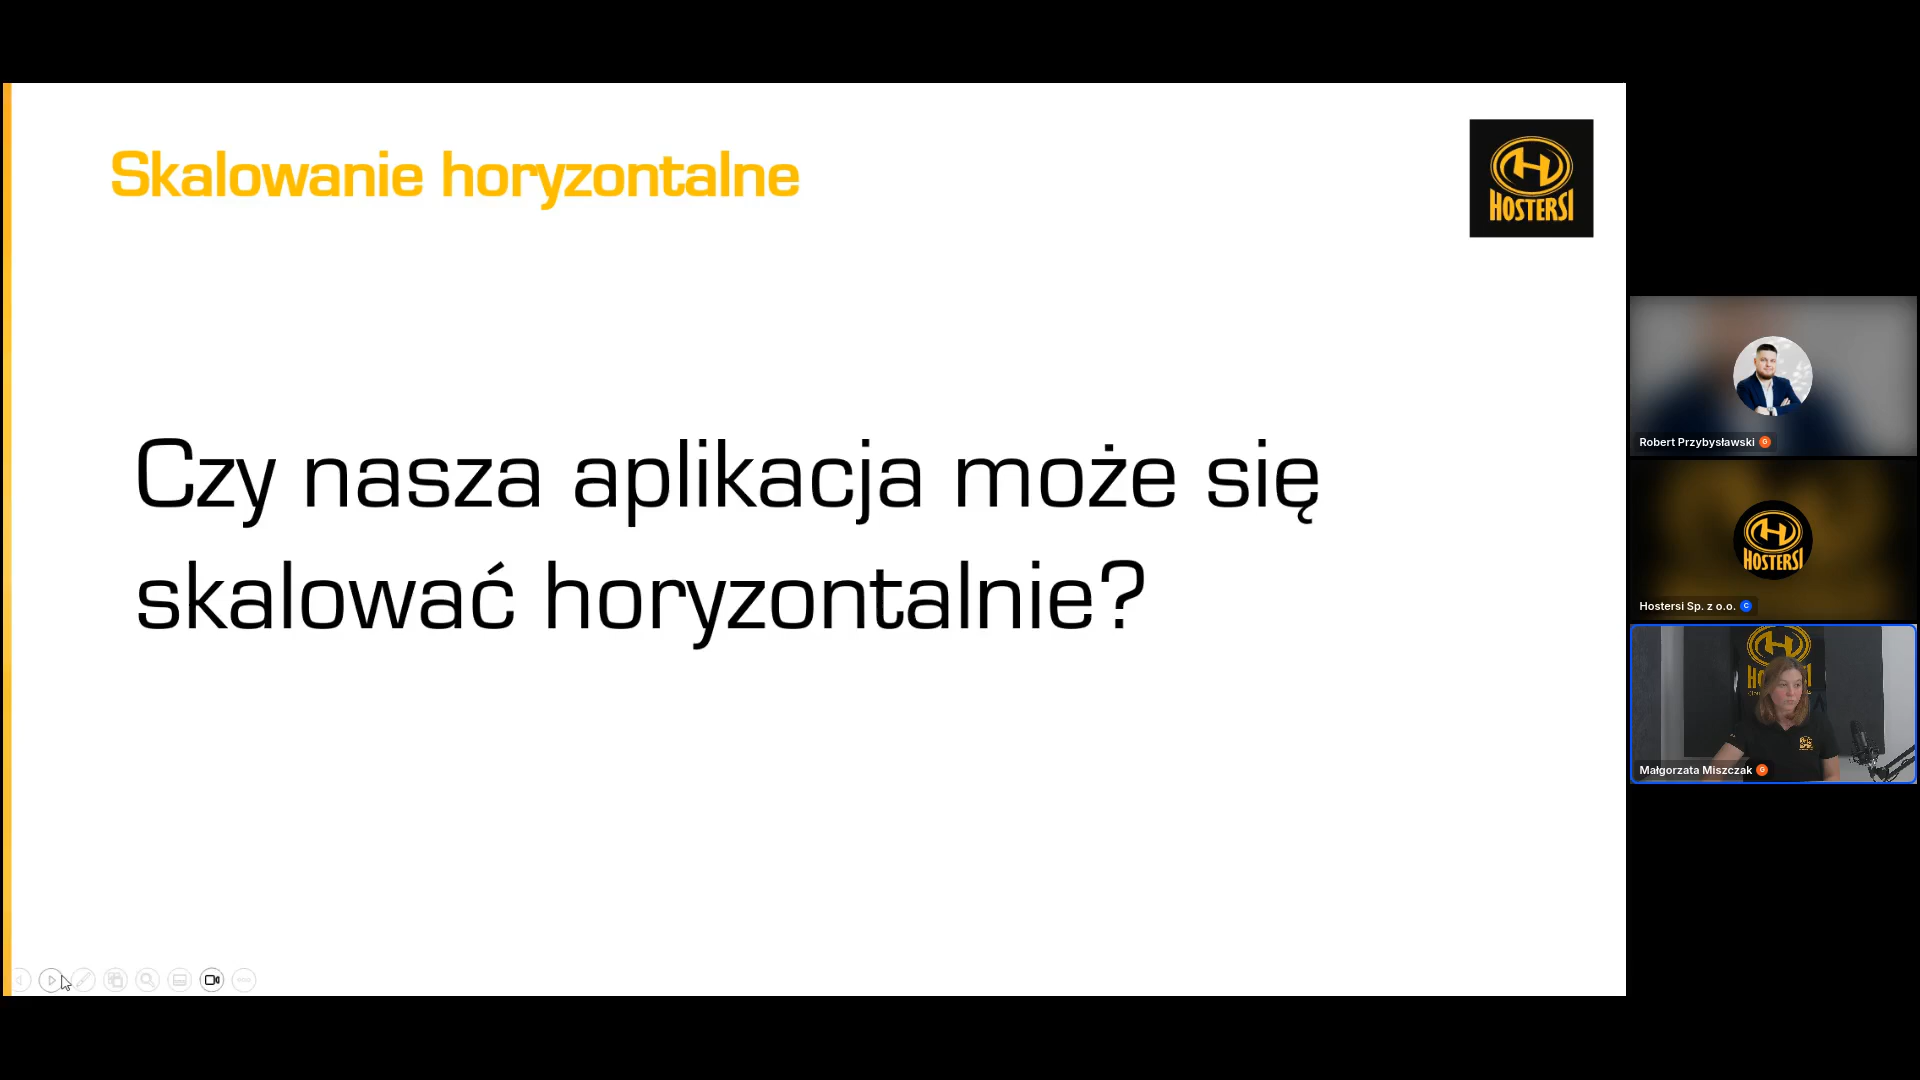 Skalowanie horyzontalne
HOSTERSI
Czy nasza aplikacja może się
skalować horyzontalnie?
Robert Przybysławski G
HOSTERSI
Hostersi Sp. z o.o. C
Małgorzata Miszczak G